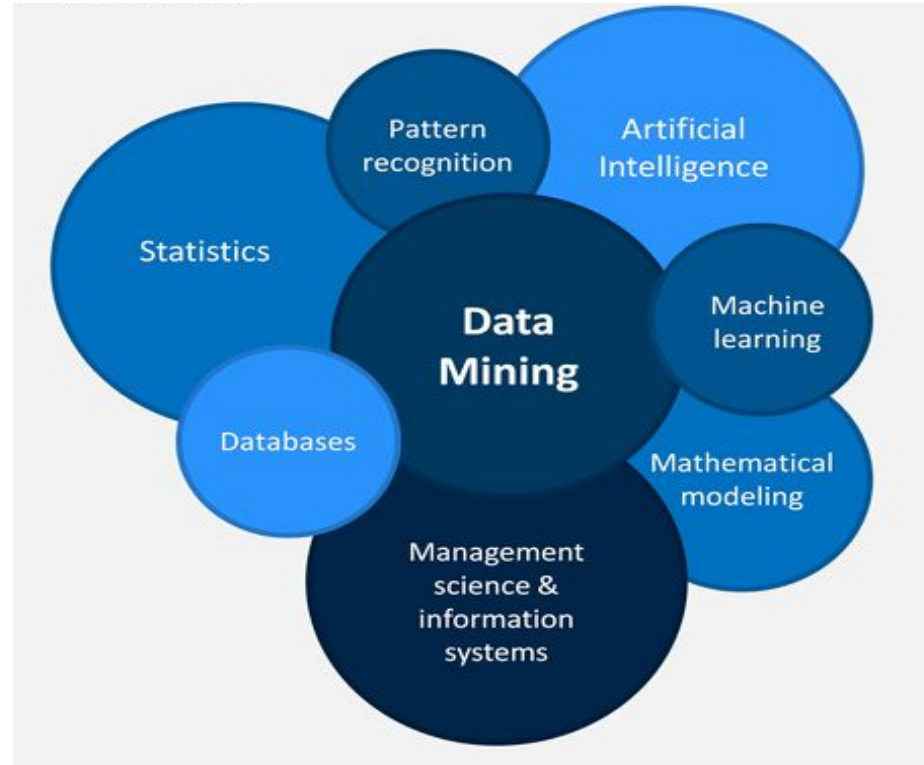 Pattern
recognition
Artificial
Intelligence
Statistics
Data
Mining
Machine
learning
Databases
Mathematical
modeling
Management
science &
information
systems